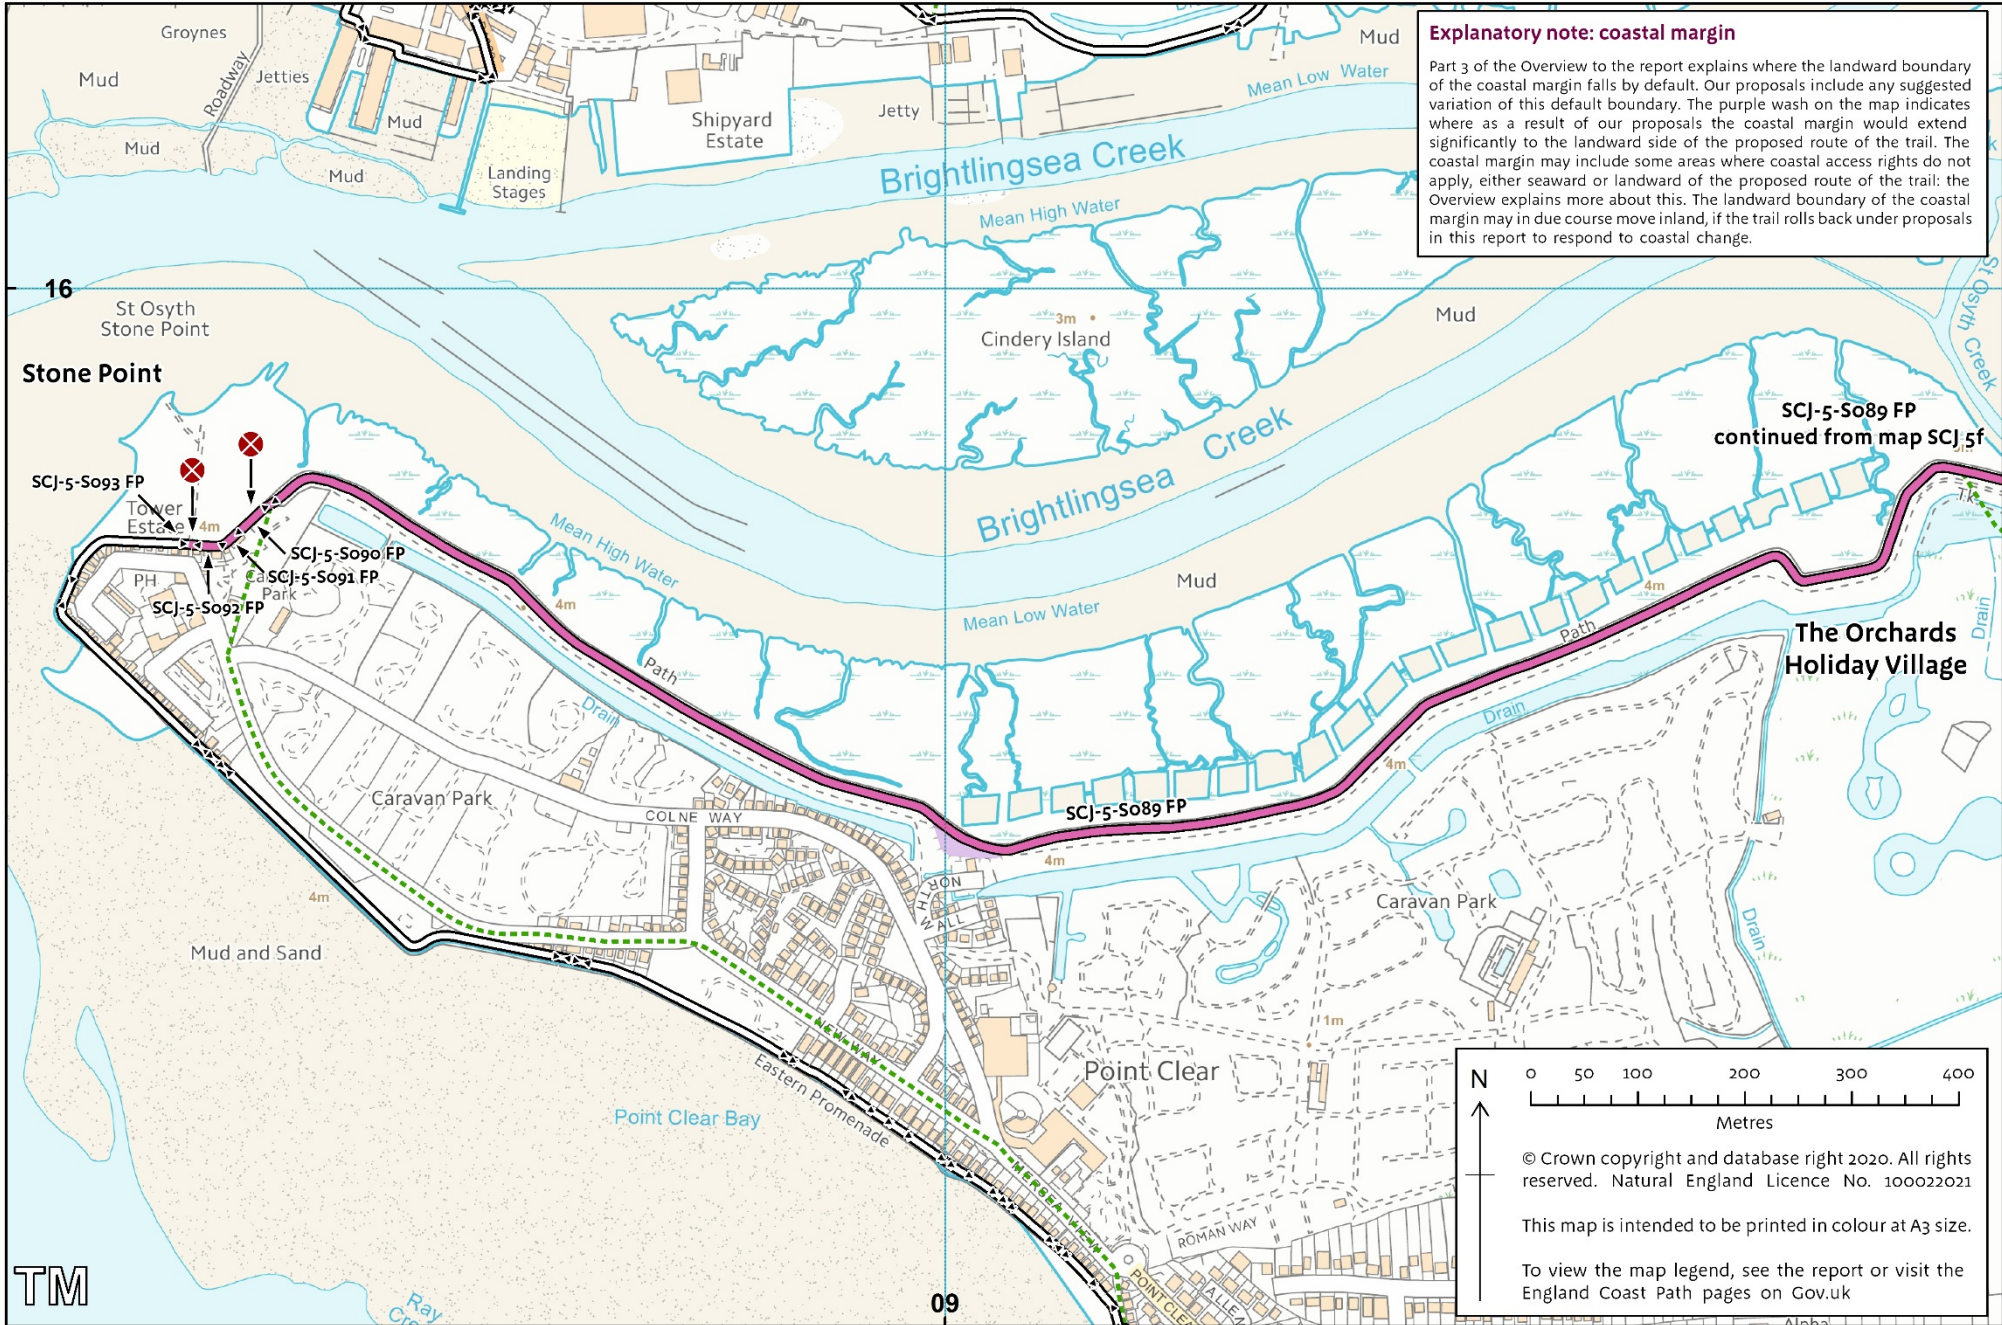 Groynes
Mud
Roadway
Jetties
Mud
Mud
Mud
Landing
Stages
Shipyard
Estate
Jetty
Mud
Mean Low Water
Brightlingsea Creek
Mean High Water
Explanatory note: coastal margin
Part 3 of the Overview to the report explains where the landward boundary
of the coastal margin falls by default. Our proposals include any suggested
variation of this default boundary. The purple wash on the map indicates
where as a result of our proposals the coastal margin would extend
significantly to the landward side of the proposed route of the trail. The
coastal margin may include some areas where coastal access rights do not
apply, either seaward or landward of the proposed route of the trail: the
Overview explains more about this. The landward boundary of the coastal
margin may in due course move inland, if the trail rolls back under proposals
in this report to respond to coastal change.
16
St Osyth
Stone Point
Stone Point
3m
Cindery Island
Mud
St Osyth
Creek
Brightlingsea Creek
SCJ-5-S089 FP
continued from map SCJ 5f
Tk
SCJ-5-S093 FP
Tower
Estate
4m
SCJ-5-S090 FP
SCJ-5-S091 FP
SCJ-5-S092 FP
PH
Park
Mean High Water
4m
Mud
Mean Low Water
Path
Drain
4m
Path
Drain
The Orchards
Holiday Village
Drain
4m
SCJ-5-S089 FP
4m
Caravan Park
COLNE WAY
NORTH
WALL
Caravan Park
Drain
4m
Mud and Sand
1m
NEW WAY
Eastern Promenade
Point Clear
Point Clear Bay
MERSEA VIEW
ROMAN WAY
POINT CLEA
ALLE
Alpha
N
0 50 100 200 300 400
Metres
© Crown copyright and database right 2020. All rights
reserved. Natural England Licence No. 100022021
This map is intended to be printed in colour at A3 size.
To view the map legend, see the report or visit the
England Coast Path pages on Gov.uk
TM
Ray
09